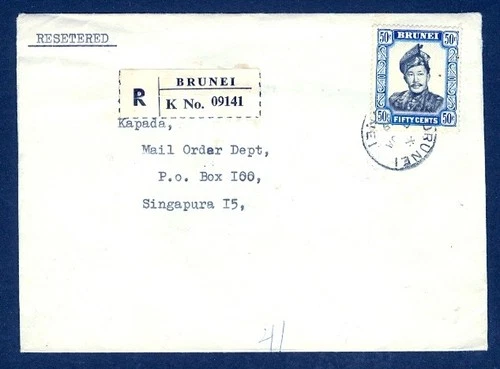 RESETERED
50c BRUNEI 50c
50c FIFTY CENTS 50c
BRUNEI
R K No. 09141
BRUNEI
Kapada,
Mail Order Dept,
P.o. Box I00,
Singapura I5,